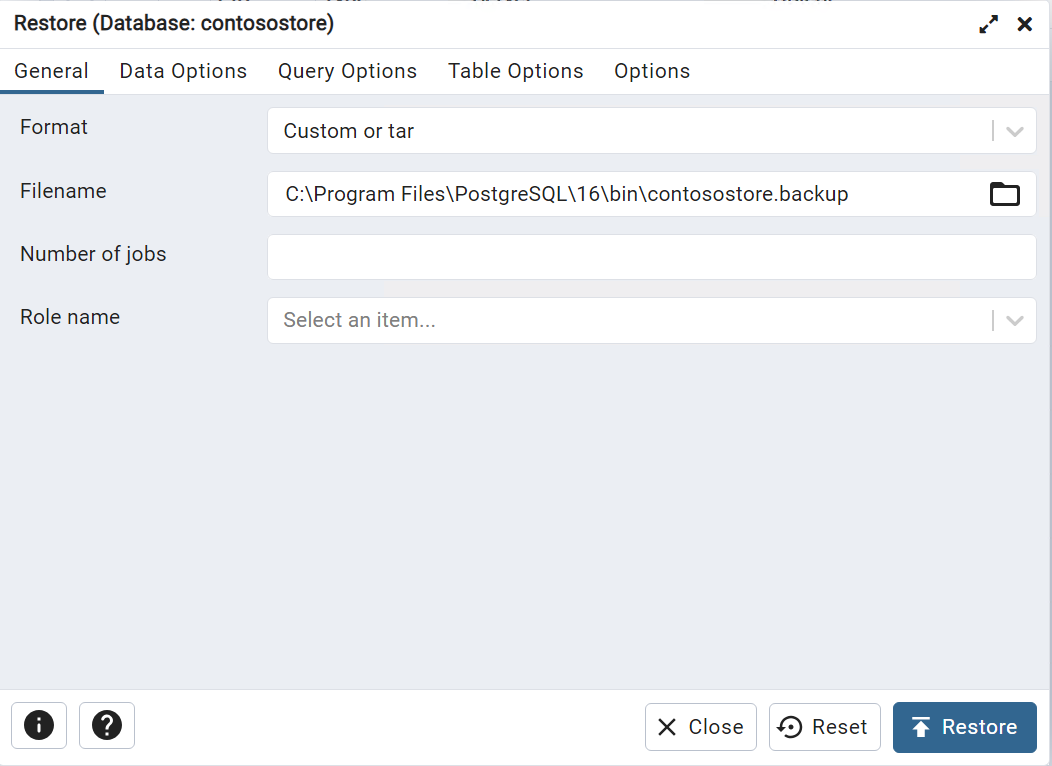 Restore (Database: contosostore)
General Data Options Query Options Table Options Options
Format Custom or tar
Filename C:\Program Files\PostgreSQL\16\bin\contosostore.backup
Number of jobs
Role name Select an item...
Close Reset Restore